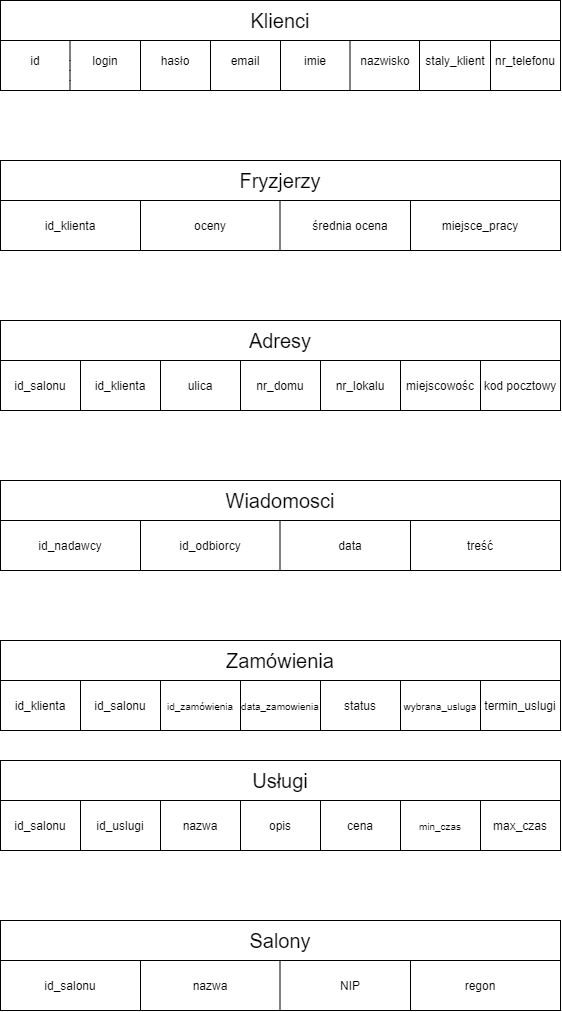 Klienci
id login hasło email imie nazwisko staly_klient nr_telefonu
Fryzjerzy
id_klienta oceny średnia ocena miejsce_pracy
Adresy
id_salonu id_klienta ulica nr_domu nr_lokalu miejscowośc kod pocztowy
Wiadomosci
id_nadawcy id_odbiorcy data treść
Zamówienia
id_klienta id_salonu id_zamówienia data_zamowienia status wybrana_usluga termin_uslugi
Usługi
id_salonu id_uslugi nazwa opis cena min_czas max_czas
Salony
id_salonu nazwa NIP regon